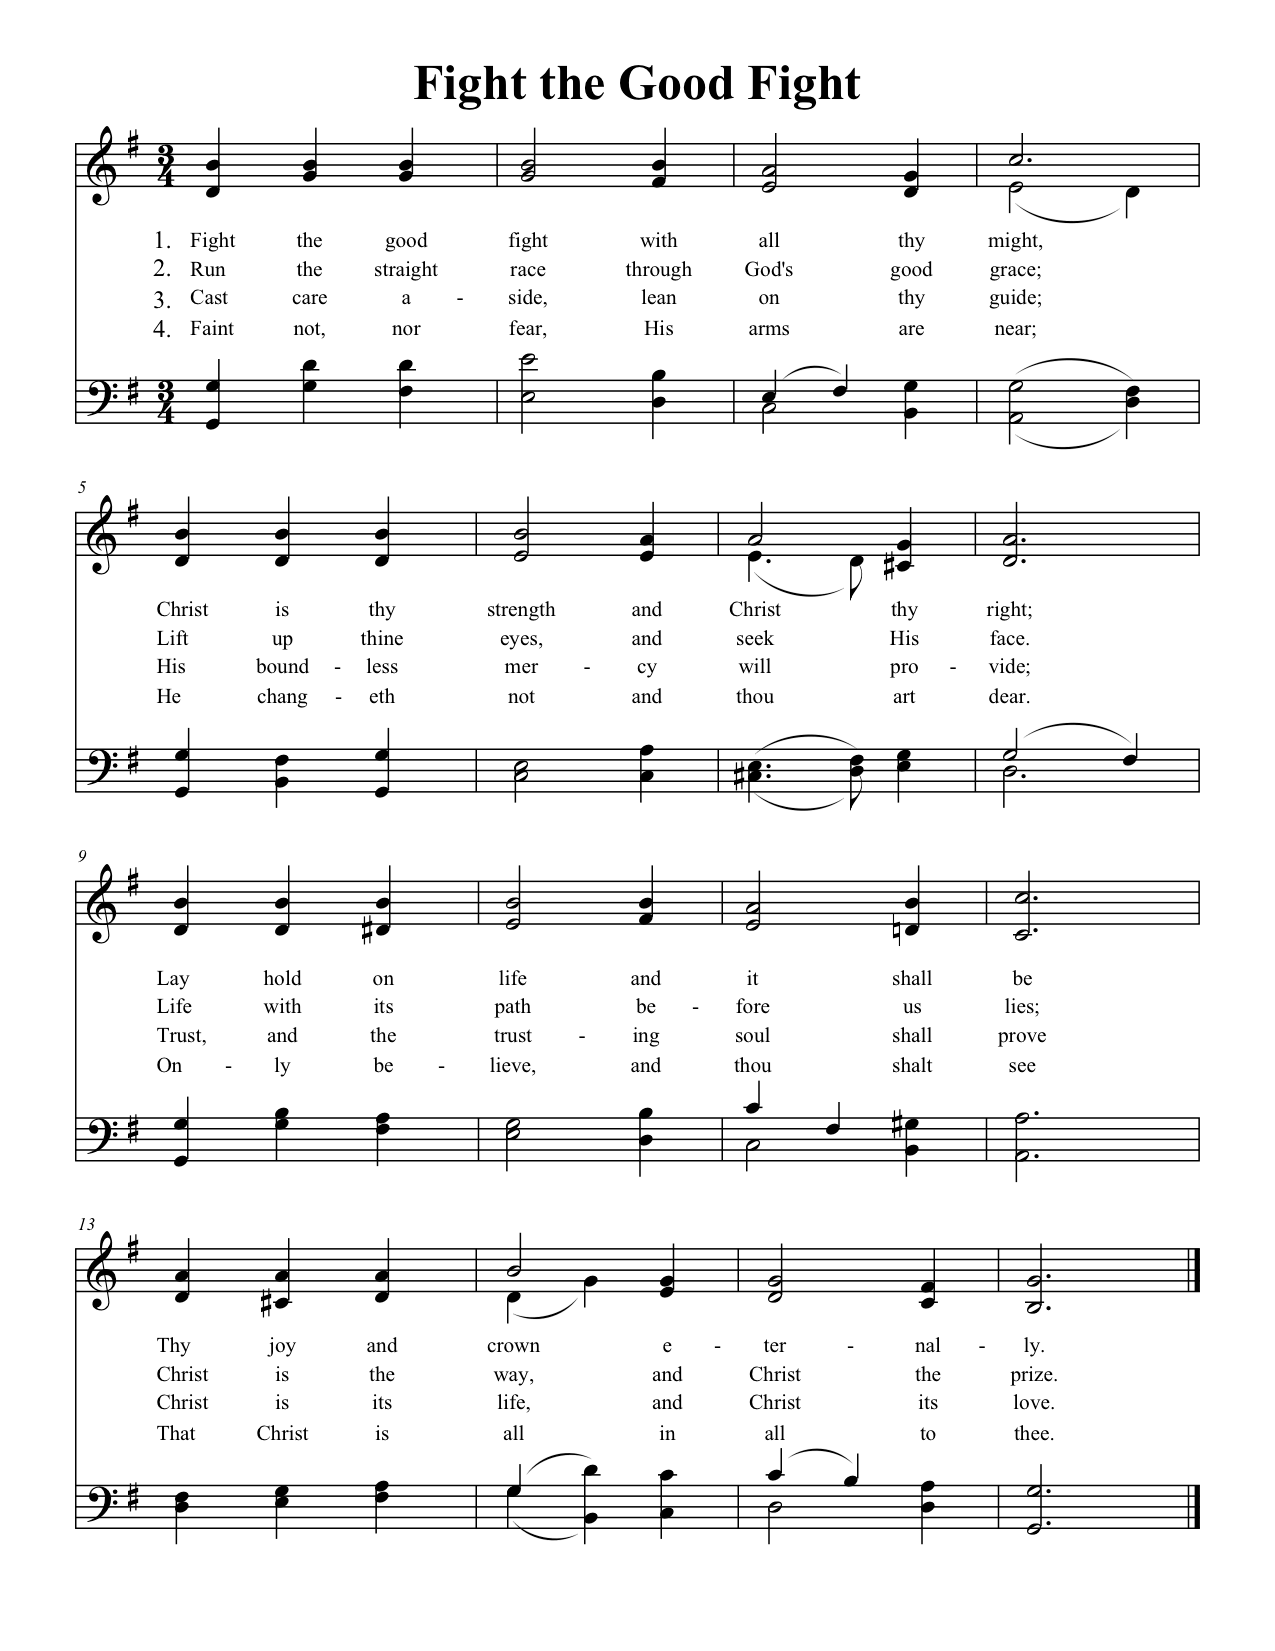 Fight the Good Fight
3
4
1. Fight the good fight with all thy might,
2. Run the straight race through God's good grace;
3. Cast care a - side, lean on thy guide;
4. Faint not, nor fear, His arms are near;
3
4
5
Christ is thy strength and Christ thy right;
Lift up thine eyes, and seek His face.
His bound - less mer - cy will pro - vide;
He chang - eth not and thou art dear.
9
Lay hold on life and it shall be
Life with its path be - fore us lies;
Trust, and the trust - ing soul shall prove
On - ly be - lieve, and thou shalt see
13
Thy joy and crown e - ter - nal - ly.
Christ is the way, and Christ the prize.
Christ is its life, and Christ its love.
That Christ is all in all to thee.